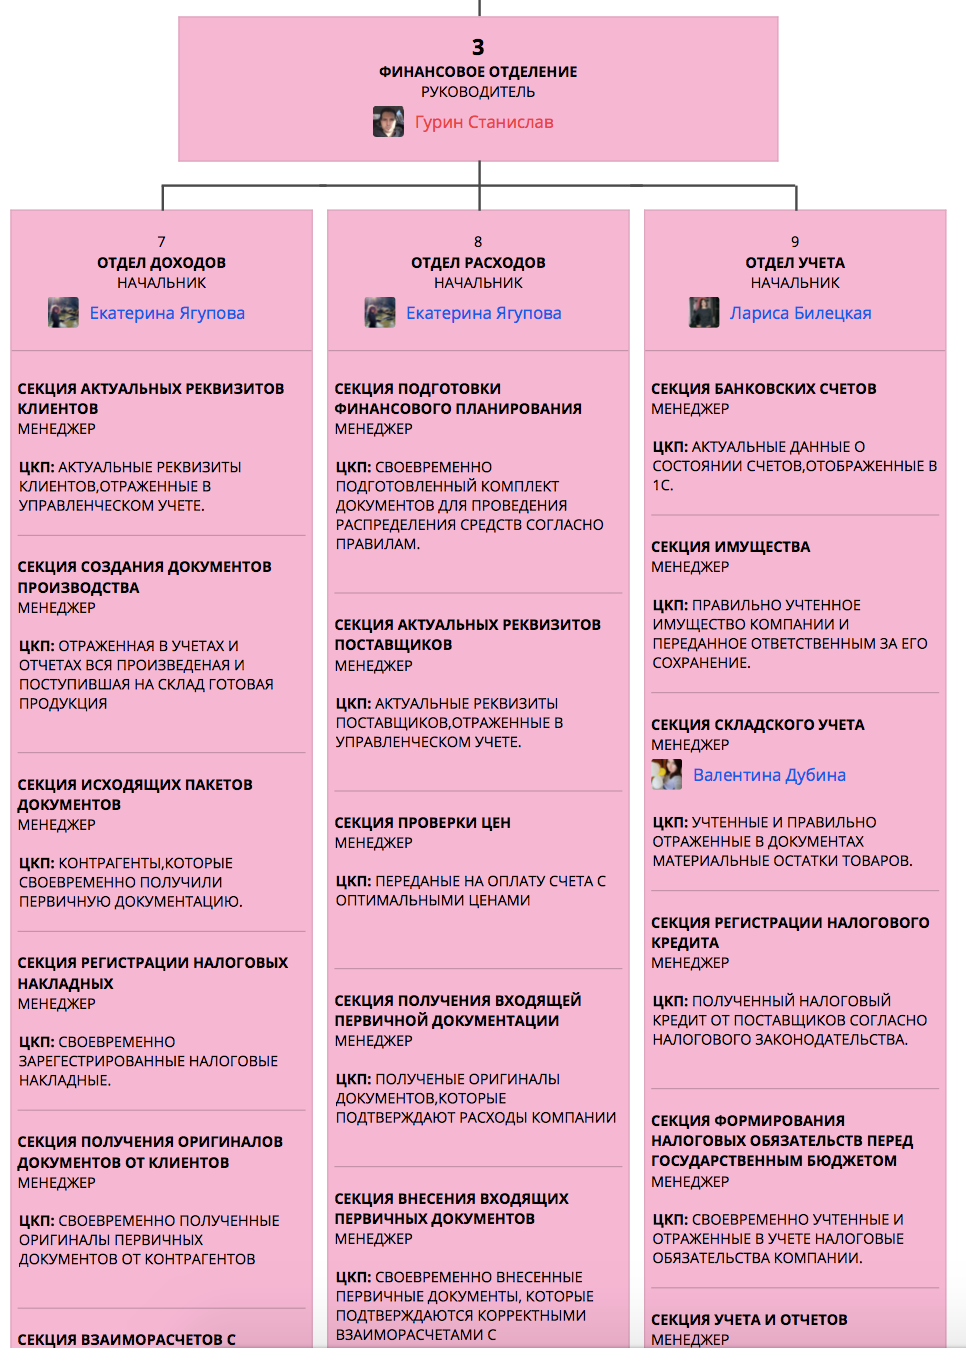 3
ФИНАНСОВОЕ ОТДЕЛЕНИЕ
РУКОВОДИТЕЛЬ
Гурин Станислав
7
ОТДЕЛ ДОХОДОВ
НАЧАЛЬНИК
Екатерина Ягупова
СЕКЦИЯ АКТУАЛЬНЫХ РЕКВИЗИТОВ
КЛИЕНТОВ
МЕНЕДЖЕР
ЦКП: АКТУАЛЬНЫЕ РЕКВИЗИТЫ
КЛИЕНТОВ,ОТРАЖЕННЫЕ В
УПРАВЛЕНЧЕСКОМ УЧЕТЕ.
СЕКЦИЯ СОЗДАНИЯ ДОКУМЕНТОВ
ПРОИЗВОДСТВА
МЕНЕДЖЕР
ЦКП: ОТРАЖЕННАЯ В УЧЕТАХ И
ОТЧЕТАХ ВСЯ ПРОИЗВЕДЕНАЯ И
ПОСТУПИВШАЯ НА СКЛАД ГОТОВАЯ
ПРОДУКЦИЯ
СЕКЦИЯ ИСХОДЯЩИХ ПАКЕТОВ
ДОКУМЕНТОВ
МЕНЕДЖЕР
ЦКП: КОНТРАГЕНТЫ,КОТОРЫЕ
СВОЕВРЕМЕННО ПОЛУЧИЛИ
ПЕРВИЧНУЮ ДОКУМЕНТАЦИЮ.
СЕКЦИЯ РЕГИСТРАЦИИ НАЛОГОВЫХ
НАКЛАДНЫХ
МЕНЕДЖЕР
ЦКП: СВОЕВРЕМЕННО
ЗАРЕГЕСТРИРОВАННЫЕ НАЛОГОВЫЕ
НАКЛАДНЫЕ.
СЕКЦИЯ ПОЛУЧЕНИЯ ОРИГИНАЛОВ
ДОКУМЕНТОВ ОТ КЛИЕНТОВ
МЕНЕДЖЕР
ЦКП: СВОЕВРЕМЕННО ПОЛУЧЕННЫЕ
ОРИГИНАЛЫ ПЕРВИЧНЫХ
ДОКУМЕНТОВ ОТ КОНТРАГЕНТОВ
СЕКЦИЯ ВЗАИМОРАСЧЕТОВ С
8
ОТДЕЛ РАСХОДОВ
НАЧАЛЬНИК
Екатерина Ягупова
СЕКЦИЯ ПОДГОТОВКИ
ФИНАНСОВОГО ПЛАНИРОВАНИЯ
МЕНЕДЖЕР
ЦКП: СВОЕВРЕМЕННО
ПОДГОТОВЛЕННЫЙ КОМПЛЕКТ
ДОКУМЕНТОВ ДЛЯ ПРОВЕДЕНИЯ
РАСПРЕДЕЛЕНИЯ СРЕДСТВ СОГЛАСНО
ПРАВИЛАМ.
СЕКЦИЯ АКТУАЛЬНЫХ РЕКВИЗИТОВ
ПОСТАВЩИКОВ
МЕНЕДЖЕР
ЦКП: АКТУАЛЬНЫЕ РЕКВИЗИТЫ
ПОСТАВЩИКОВ,ОТРАЖЕННЫЕ В
УПРАВЛЕНЧЕСКОМ УЧЕТЕ.
СЕКЦИЯ ПРОВЕРКИ ЦЕН
МЕНЕДЖЕР
ЦКП: ПЕРЕДАНЫЕ НА ОПЛАТУ СЧЕТА С
ОПТИМАЛЬНЫМИ ЦЕНАМИ
СЕКЦИЯ ПОЛУЧЕНИЯ ВХОДЯЩЕЙ
ПЕРВИЧНОЙ ДОКУМЕНТАЦИИ
МЕНЕДЖЕР
ЦКП: ПОЛУЧЕНЫЕ ОРИГИНАЛЫ
ДОКУМЕНТОВ,КОТОРЫЕ
ПОДТВЕРЖДАЮТ РАСХОДЫ КОМПАНИИ
СЕКЦИЯ ВНЕСЕНИЯ ВХОДЯЩИХ
ПЕРВИЧНЫХ ДОКУМЕНТОВ
МЕНЕДЖЕР
ЦКП: СВОЕВРЕМЕННО ВНЕСЕННЫЕ
ПЕРВИЧНЫЕ ДОКУМЕНТЫ, КОТОРЫЕ
ПОДТВЕРЖДАЮТСЯ КОРРЕКТНЫМИ
ВЗАИМОРАСЧЕТАМИ С
9
ОТДЕЛ УЧЕТА
НАЧАЛЬНИК
Лариса Билецкая
СЕКЦИЯ БАНКОВСКИХ СЧЕТОВ
МЕНЕДЖЕР
ЦКП: АКТУАЛЬНЫЕ ДАННЫЕ О
СОСТОЯНИИ СЧЕТОВ,ОТОБРАЖЕННЫЕ В
1С.
СЕКЦИЯ ИМУЩЕСТВА
МЕНЕДЖЕР
ЦКП: ПРАВИЛЬНО УЧТЕННОЕ
ИМУЩЕСТВО КОМПАНИИ И
ПЕРЕДАННОЕ ОТВЕТСТВЕННЫМ ЗА ЕГО
СОХРАНЕНИЕ.
СЕКЦИЯ СКЛАДСКОГО УЧЕТА
МЕНЕДЖЕР
Валентина Дубина
ЦКП: УЧТЕННЫЕ И ПРАВИЛЬНО
ОТРАЖЕННЫЕ В ДОКУМЕНТАХ
МАТЕРИАЛЬНЫЕ ОСТАТКИ ТОВАРОВ.
СЕКЦИЯ РЕГИСТРАЦИИ НАЛОГОВОГО
КРЕДИТА
МЕНЕДЖЕР
ЦКП: ПОЛУЧЕННЫЙ НАЛОГОВЫЙ
КРЕДИТ ОТ ПОСТАВЩИКОВ СОГЛАСНО
НАЛОГОВОГО ЗАКОНОДАТЕЛЬСТВА.
СЕКЦИЯ ФОРМИРОВАНИЯ
НАЛОГОВЫХ ОБЯЗАТЕЛЬСТВ ПЕРЕД
ГОСУДАРСТВЕННЫМ БЮДЖЕТОМ
МЕНЕДЖЕР
ЦКП: СВОЕВРЕМЕННО УЧТЕННЫЕ И
ОТРАЖЕННЫЕ В УЧЕТЕ НАЛОГОВЫЕ
ОБЯЗАТЕЛЬСТВА КОМПАНИИ.
СЕКЦИЯ УЧЕТА И ОТЧЕТОВ
МЕНЕДЖЕР